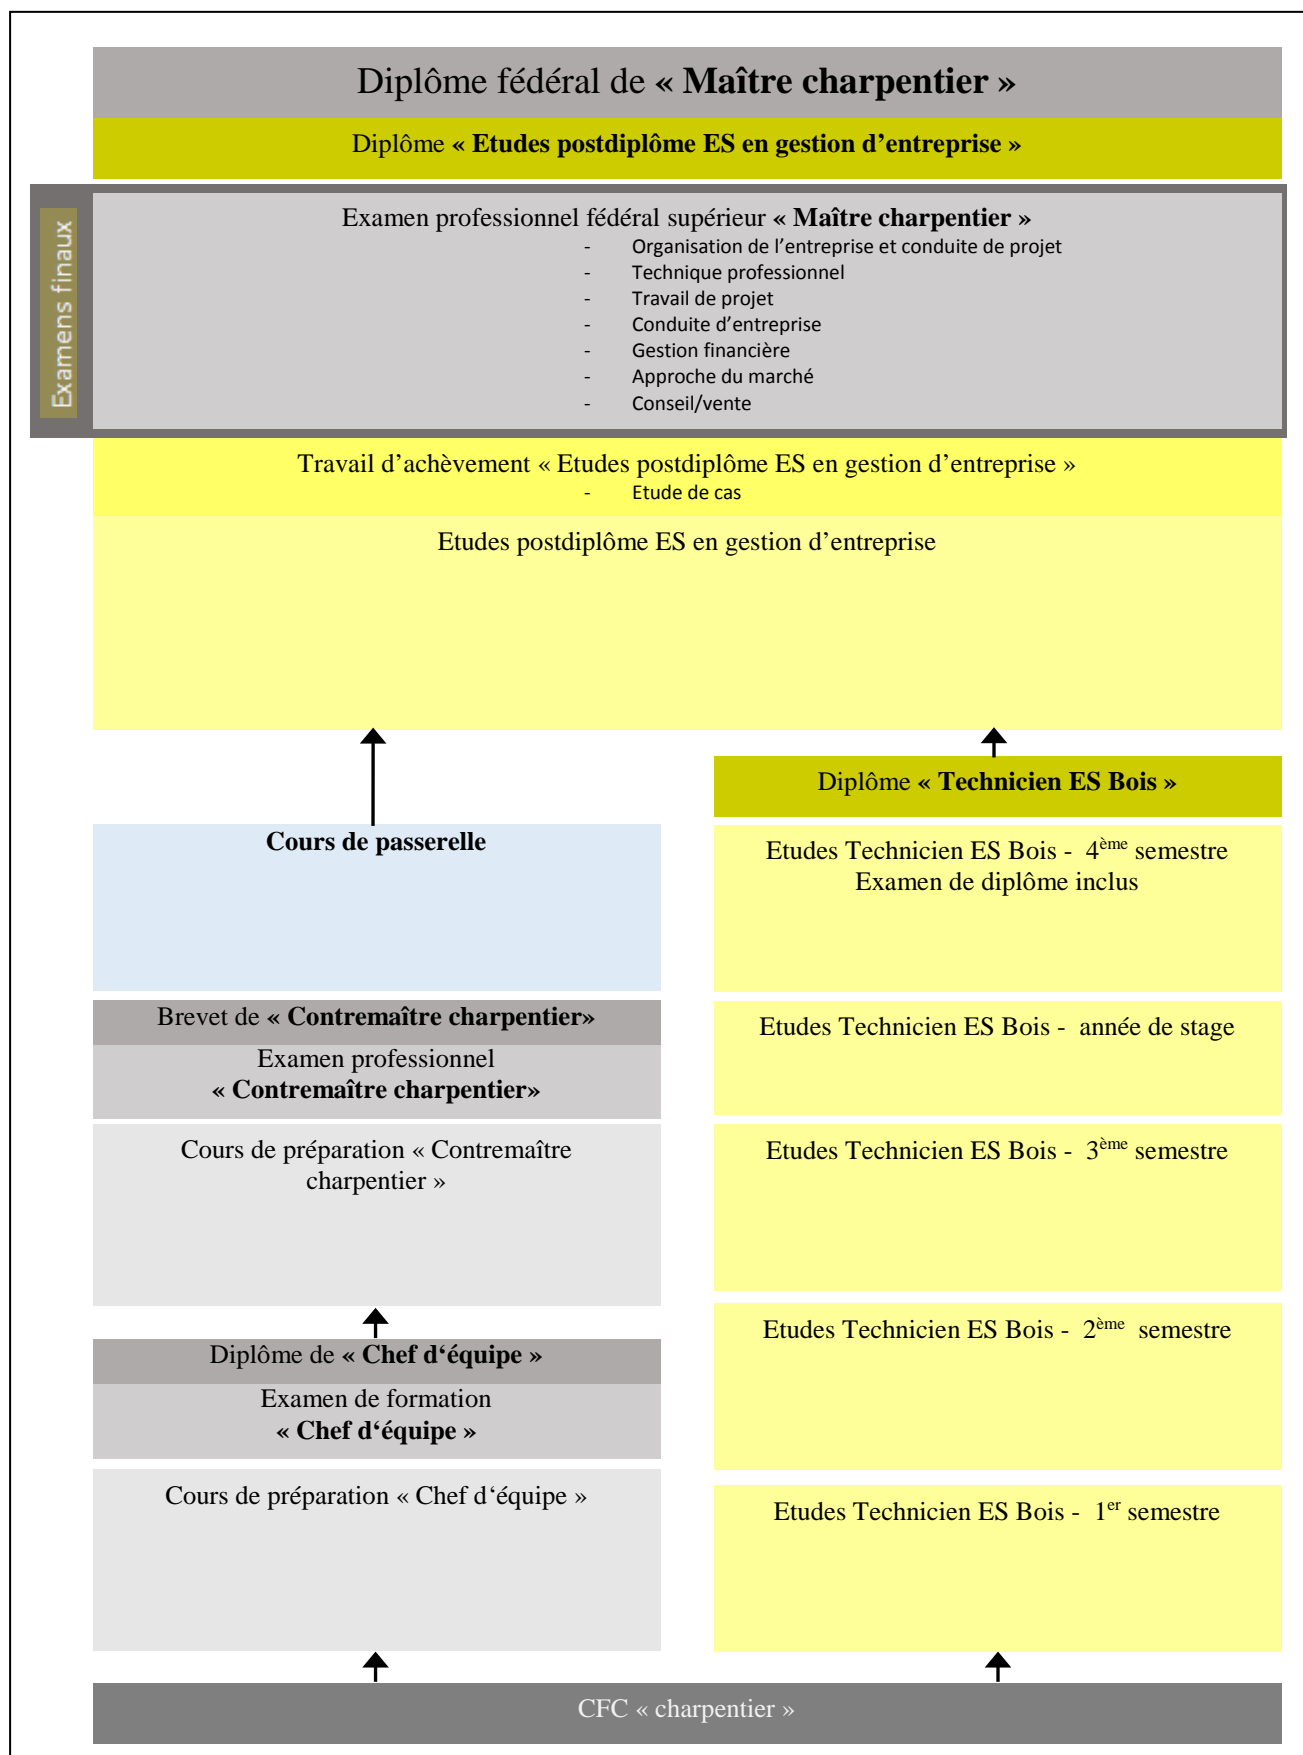 Diplôme fédéral de « Maître charpentier »
Diplôme « Etudes postdiplôme ES en gestion d’entreprise »
Examens finaux
Examen professionnel fédéral supérieur « Maître charpentier »
- Organisation de l’entreprise et conduite de projet
- Technique professionnel
- Travail de projet
- Conduite d’entreprise
- Gestion financière
- Approche du marché
- Conseil/vente
Travail d’achèvement « Etudes postdiplôme ES en gestion d’entreprise »
- Etude de cas
Etudes postdiplôme ES en gestion d’entreprise
Cours de passerelle
Brevet de « Contremaître charpentier»
Examen professionnel
« Contremaître charpentier»
Cours de préparation « Contremaître
charpentier »
Diplôme de « Chef d‘équipe »
Examen de formation
« Chef d‘équipe »
Cours de préparation « Chef d‘équipe »
Diplôme « Technicien ES Bois »
Etudes Technicien ES Bois - 4ème semestre
Examen de diplôme inclus
Etudes Technicien ES Bois - année de stage
Etudes Technicien ES Bois - 3ème semestre
Etudes Technicien ES Bois - 2ème semestre
Etudes Technicien ES Bois - 1er semestre
CFC « charpentier »